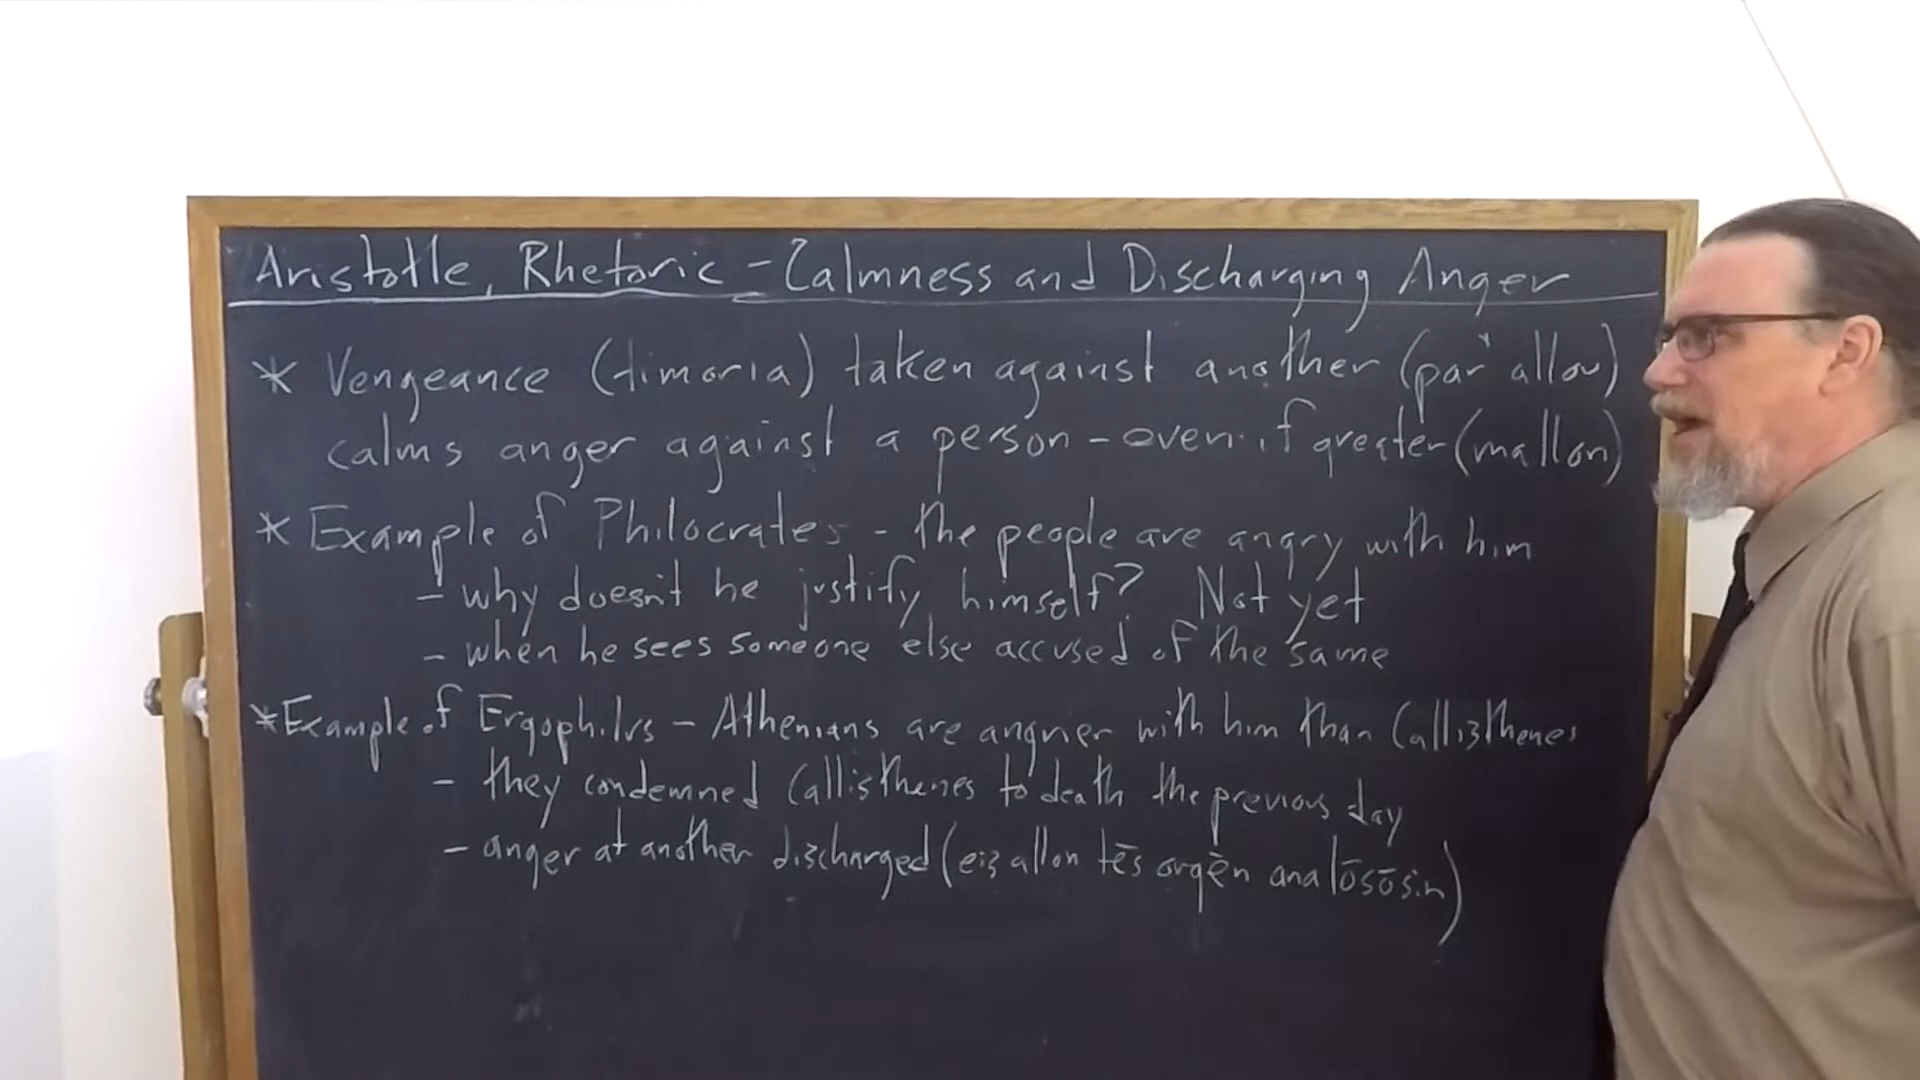 Aristotle, Rhetoric - Calmness and Discharging Anger
* Vengeance (timoria) taken against another (par' allou)
calms anger against a person - even if greater (mallon)
* Example of Philocrates - the people are angry with him
- why doesn't he justify himself? Not yet
- when he sees someone else accused of the same
* Example of Ergophilus - Athenians are angrier with him than Callisthenes
- they condemned Callisthenes to death the previous day
- anger at another discharged (eis allon tēs orgēn analōsōsin)